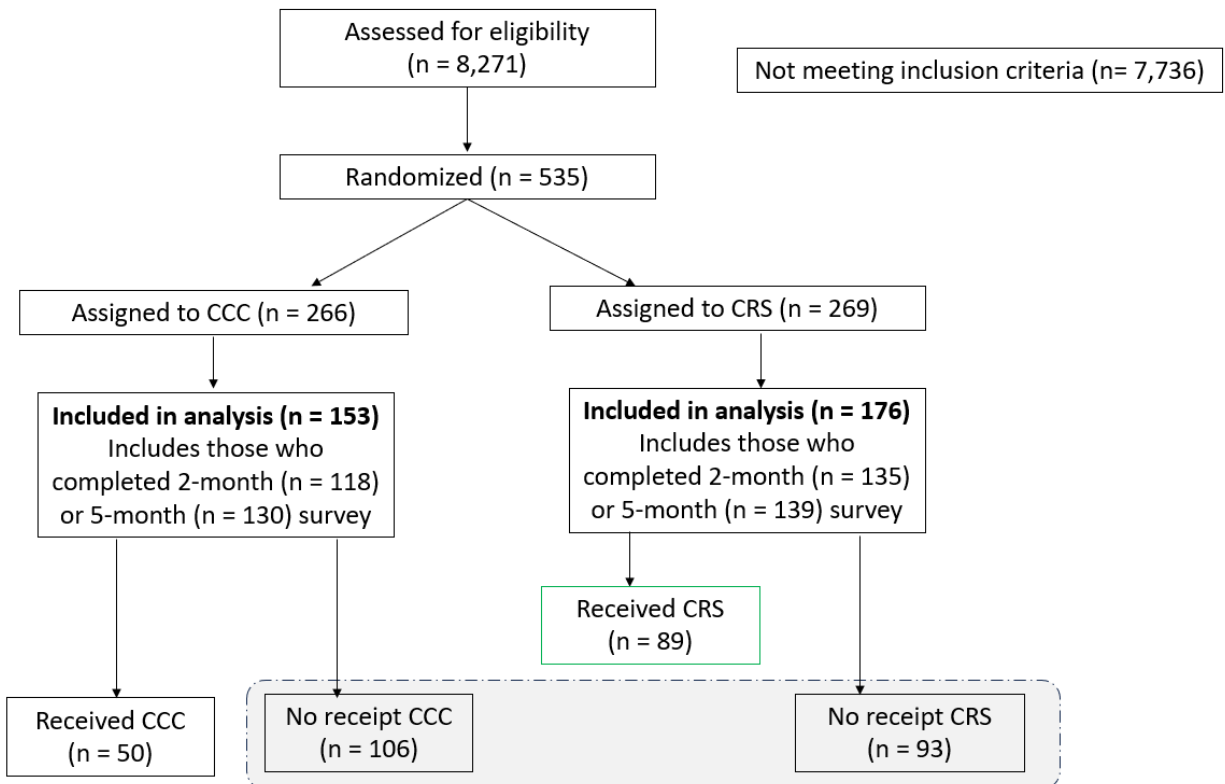 Assessed for eligibility
(n = 8,271)
Not meeting inclusion criteria (n= 7,736)
Randomized (n = 535)
Assigned to CCC (n = 266)
Assigned to CRS (n = 269)
Included in analysis (n = 153)
Includes those who
completed 2-month (n = 118)
or 5-month (n = 130) survey
Included in analysis (n = 176)
Includes those who
completed 2-month (n = 135)
or 5-month (n = 139) survey
Received CRS
(n = 89)
Received CCC
(n = 50)
No receipt CCC
(n = 106)
No receipt CRS
(n = 93)